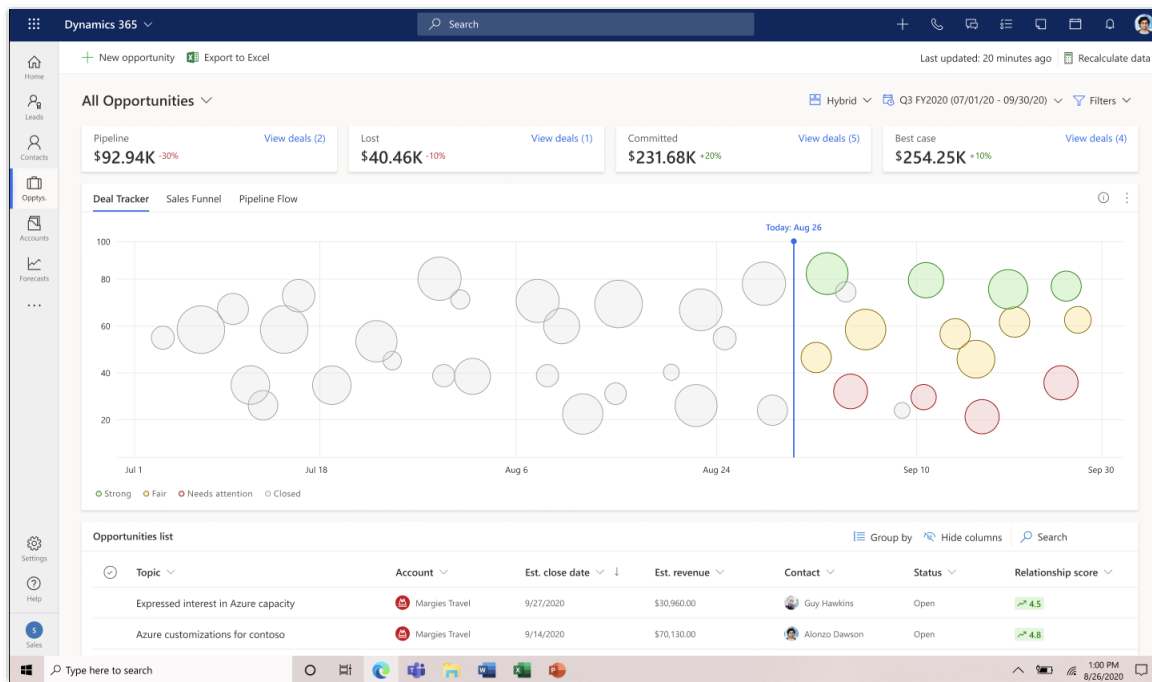 Dynamics 365 Search
New opportunity Export to Excel Last updated: 20 minutes ago Recalculate data
Home
Leads
Contacts
Opptys.
Accounts
Forecasts
...
Settings
Help
S
Sales
All Opportunities Hybrid Q3 FY2020 (07/01/20 - 09/30/20) Filters
Pipeline View deals (2)
$92.94K -30%
Lost View deals (1)
$40.46K -10%
Committed View deals (5)
$231.68K +20%
Best case View deals (4)
$254.25K +10%
Deal Tracker Sales Funnel Pipeline Flow
Today: Aug 26
100
80
60
40
20
Jul 1 Jul 18 Aug 6 Aug 24 Sep 10 Sep 30
Strong Fair Needs attention Closed
Opportunities list Group by Hide columns Search
Topic Account Est. close date Est. revenue Contact Status Relationship score
Expressed interest in Azure capacity Margies Travel 9/27/2020 $30,960.00 Guy Hawkins Open 4.5
Azure customizations for contoso Margies Travel 9/14/2020 $70,130.00 Alonzo Dawson Open 4.8
Type here to search 1:00 PM
8/26/2020